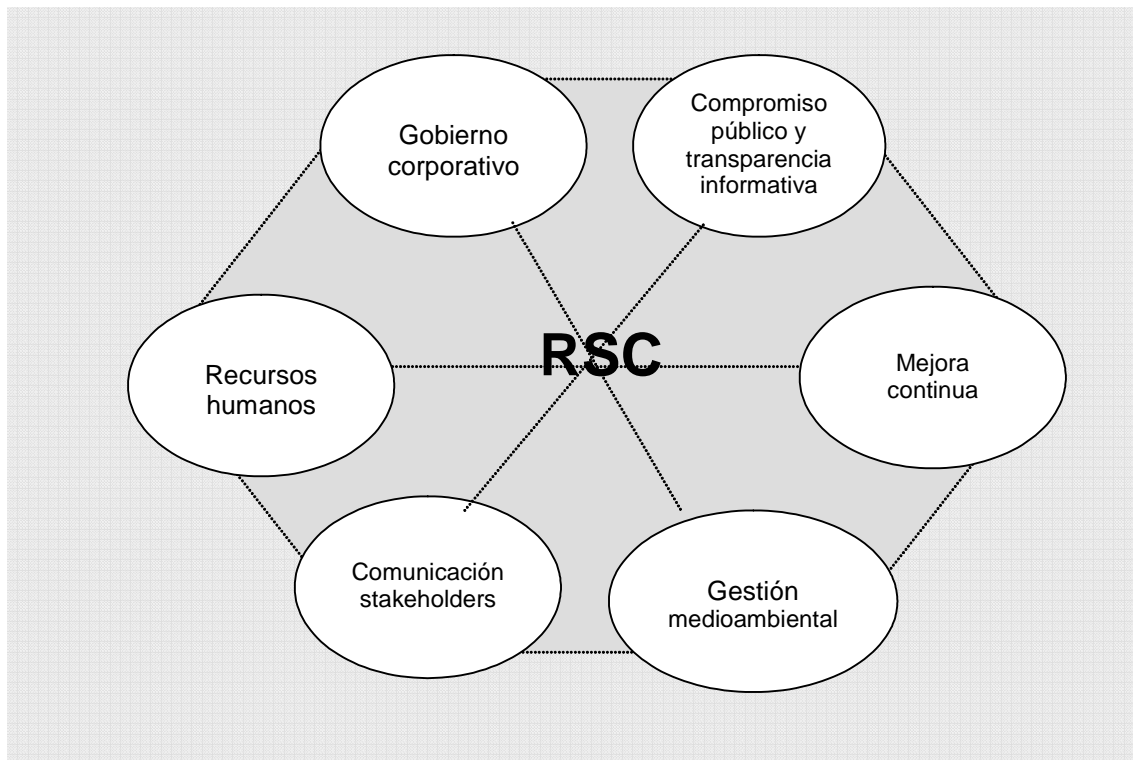 Gobierno
corporativo
Compromiso
público y
transparencia
informativa
RSC
Recursos
humanos
Mejora
continua
Comunicación
stakeholders
Gestión
medioambiental